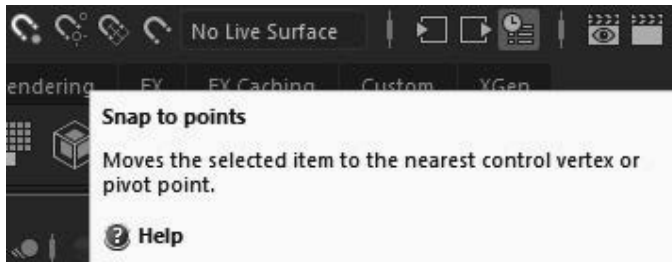 No Live Surface
endering FX FX Caching Custom XGen
Snap to points
Moves the selected item to the nearest control vertex or
pivot point.
Help